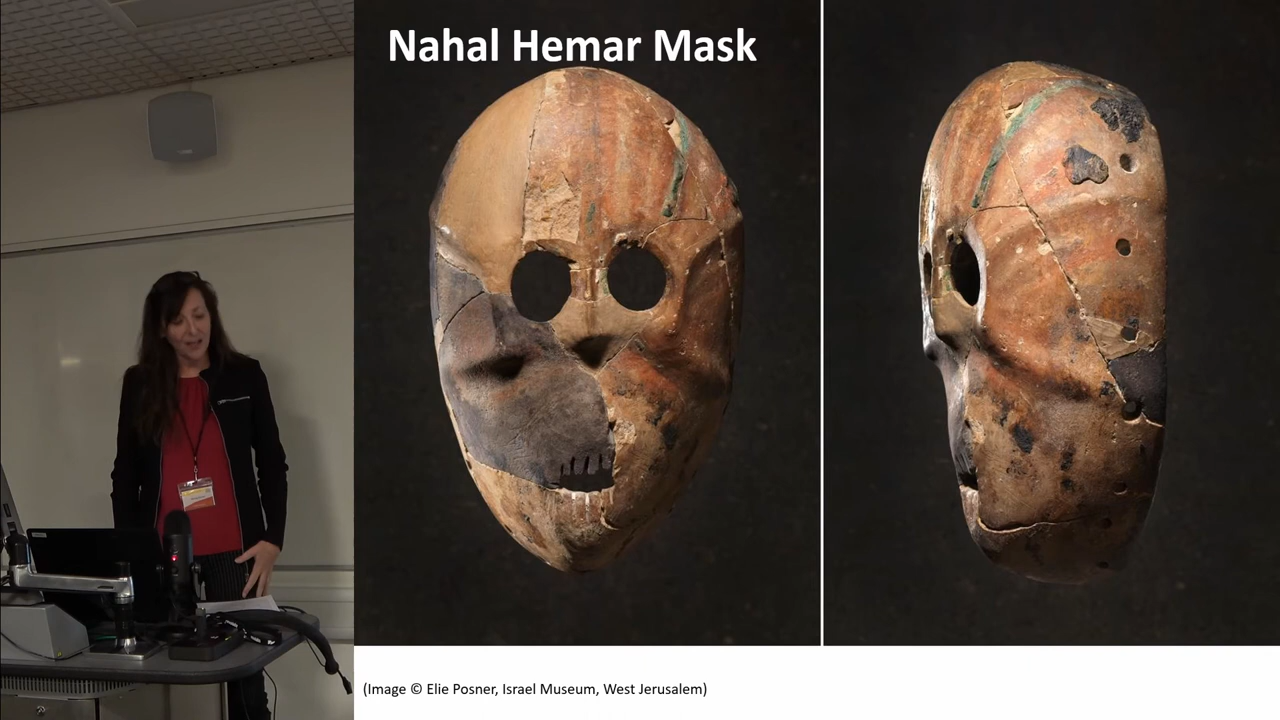 Nahal Hemar Mask
(Image © Elie Posner, Israel Museum, West Jerusalem)